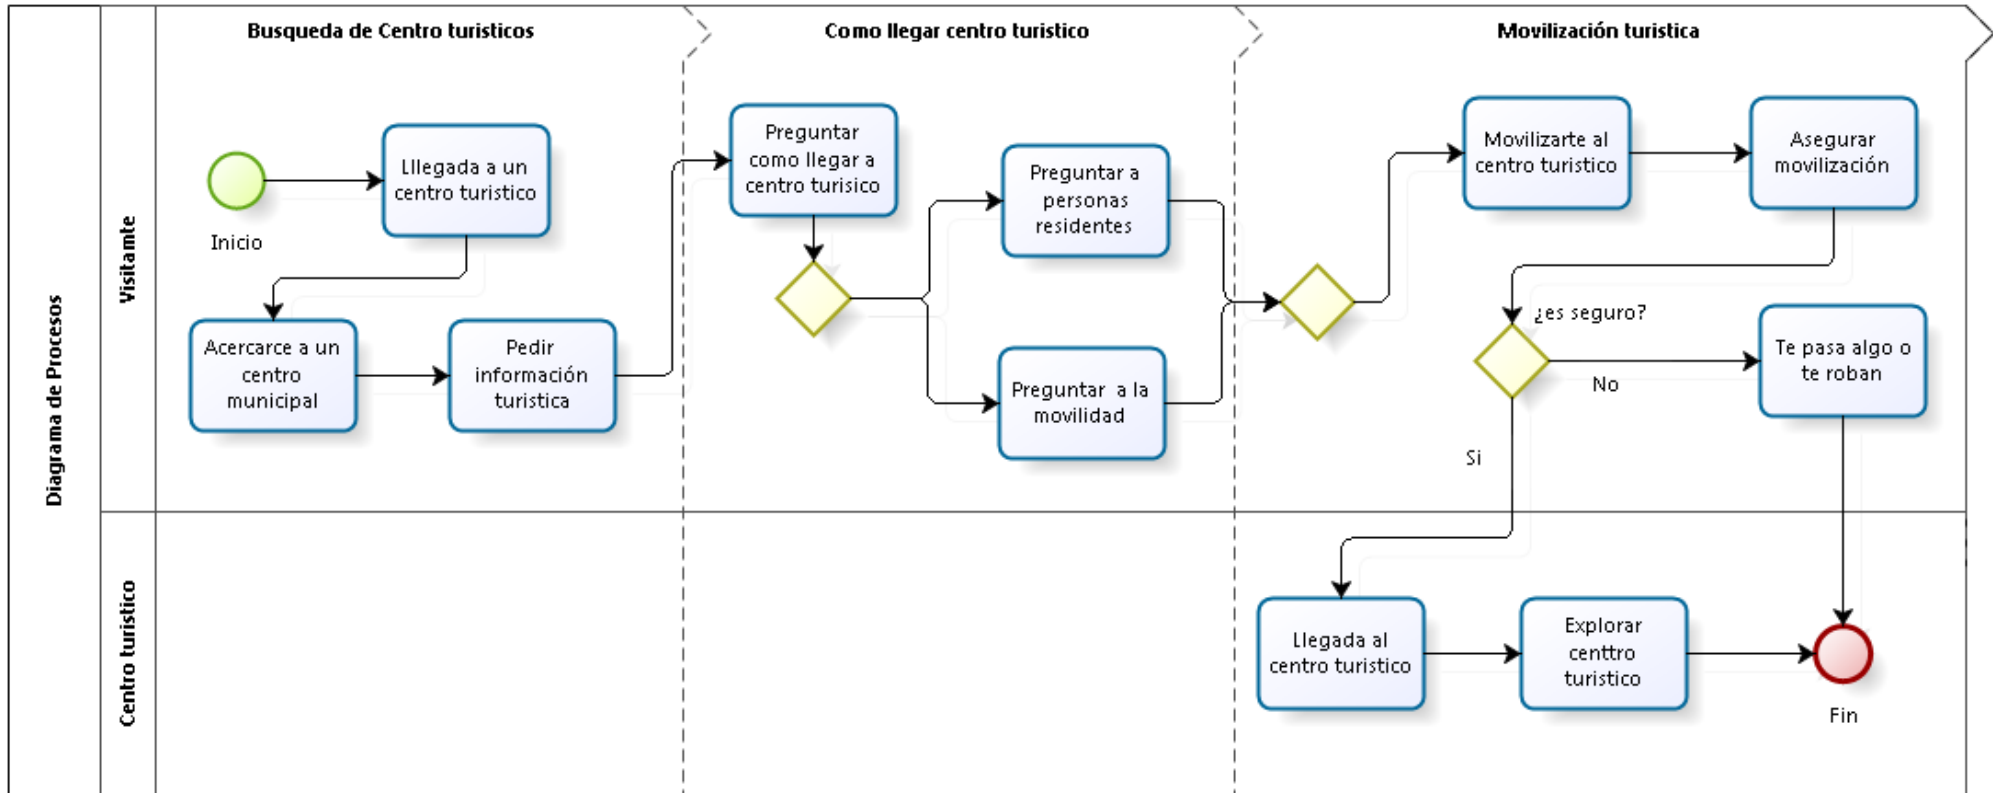 Busqueda de Centro turisticos
Como llegar centro turistico
Movilización turistica
Diagrama de Procesos
Visitante
Inicio
Lllegada a un
centro turistico
Acercarce a un
centro
municipal
Pedir
información
turistica
Preguntar
como llegar a
centro turisico
Preguntar a
personas
residentes
Preguntar a la
movilidad
Movilizarte al
centro turistico
Asegurar
movilización
¿es seguro?
No
Te pasa algo o
te roban
Si
Centro turistico
Llegada al
centro turistico
Explorar
centtro
turistico
Fin